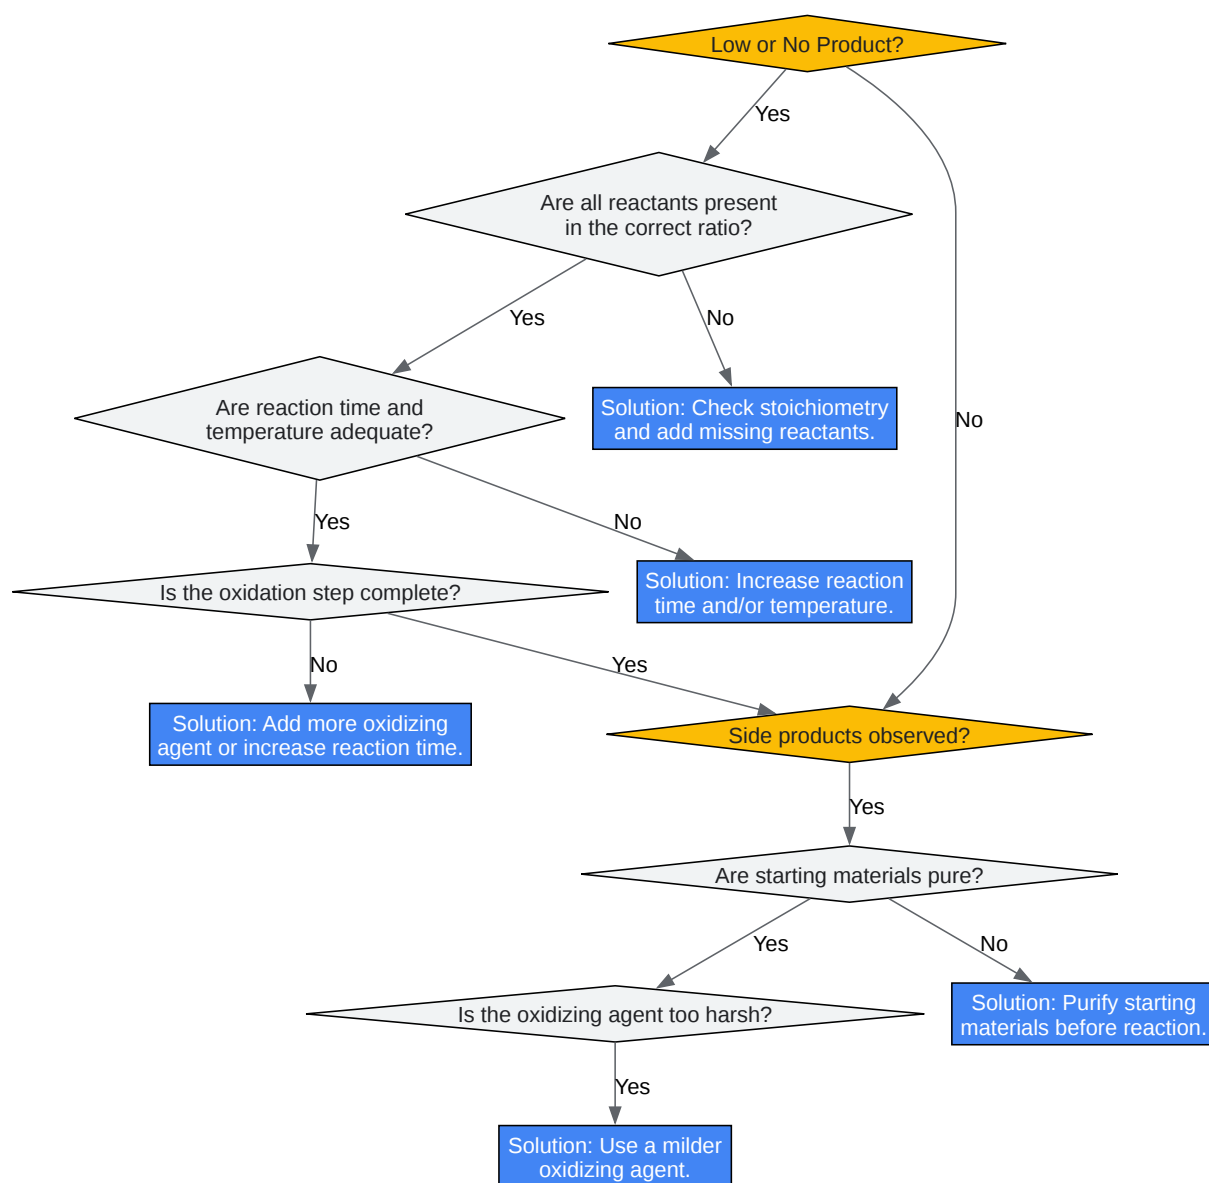 Low or No Product?
Yes
Are all reactants present
in the correct ratio?
Yes
No
Are reaction time and
temperature adequate?
Solution: Check stoichiometry
and add missing reactants.
No
Yes
No
Is the oxidation step complete?
Solution: Increase reaction
time and/or temperature.
No
Yes
Solution: Add more oxidizing
agent or increase reaction time.
Side products observed?
Yes
Are starting materials pure?
Yes
No
Is the oxidizing agent too harsh?
Solution: Purify starting
materials before reaction.
Yes
Solution: Use a milder
oxidizing agent.